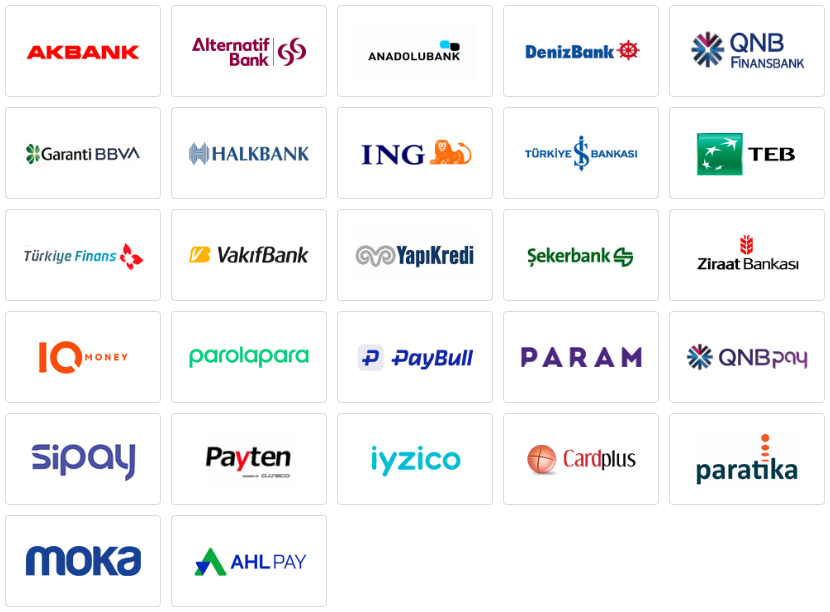 AKBANK
Alternatif
Bank
ANADOLUBANK
DenizBank
QNB
FINANSBANK
Garanti BBVA
HALKBANK
ING
TÜRKİYE İŞ BANKASI
TEB
Türkiye Finans
VakıfBank
YapıKredi
Şekerbank
Ziraat Bankası
IQ MONEY
parolapara
P PayBull
PARAM
QNBpay
sipay
Payten
iyzico
Cardplus
paratika
moka
AHL PAY